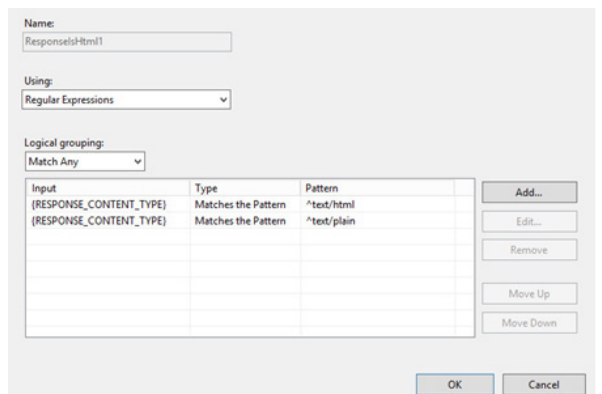 Name:
ResponseIsHtml1
Using:
Regular Expressions
Logical grouping:
Match Any
Input Type Pattern
{RESPONSE_CONTENT_TYPE} Matches the Pattern ^text/html
{RESPONSE_CONTENT_TYPE} Matches the Pattern ^text/plain
Add...
Edit...
Remove
Move Up
Move Down
OK Cancel